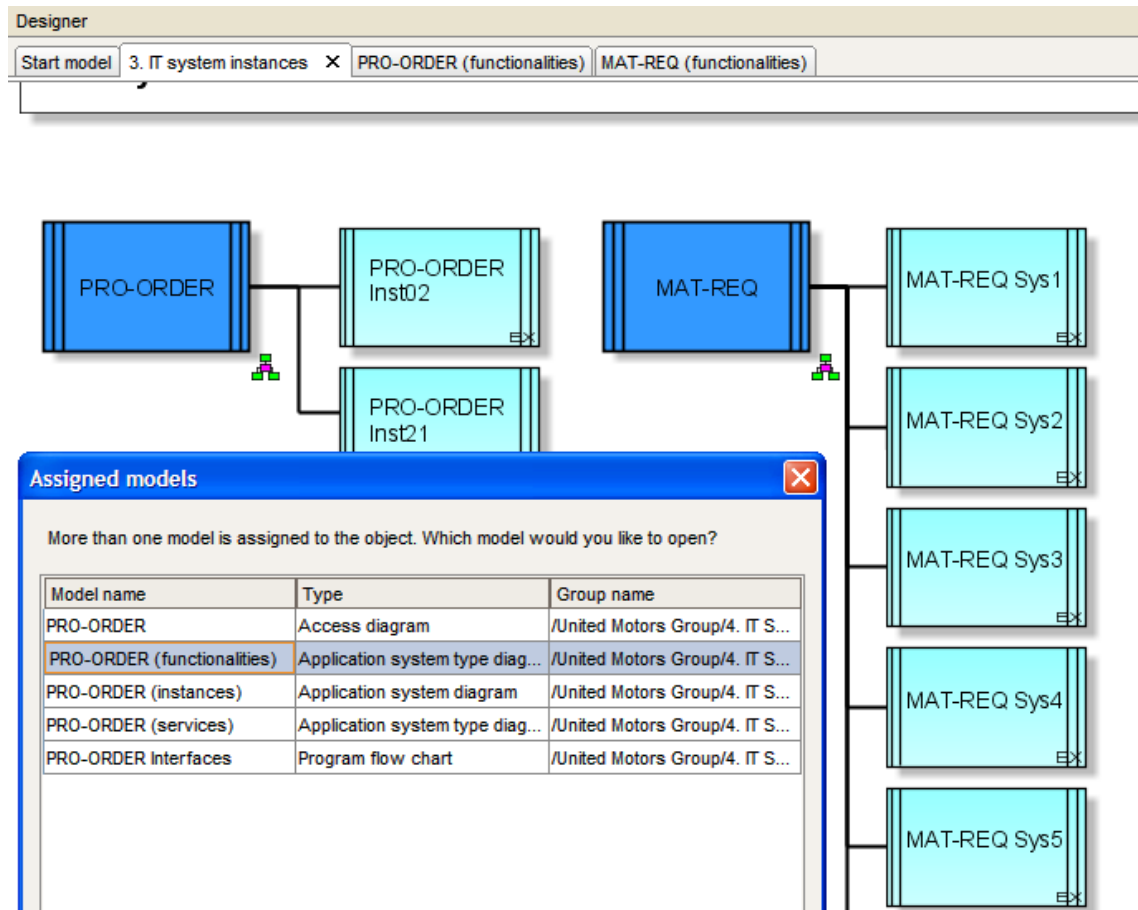 Designer
Start model
3. IT system instances X
PRO-ORDER (functionalities)
MAT-REQ (functionalities)
PRO-ORDER
PRO-ORDER
Inst02
MAT-REQ
MAT-REQ Sys1
PRO-ORDER
Inst21
MAT-REQ Sys2
MAT-REQ Sys3
MAT-REQ Sys4
MAT-REQ Sys5
Assigned models
More than one model is assigned to the object. Which model would you like to open?
Model name Type Group name
PRO-ORDER Access diagram /United Motors Group/4. IT S...
PRO-ORDER (functionalities) Application system type diag... /United Motors Group/4. IT S...
PRO-ORDER (instances) Application system diagram /United Motors Group/4. IT S...
PRO-ORDER (services) Application system type diag... /United Motors Group/4. IT S...
PRO-ORDER Interfaces Program flow chart /United Motors Group/4. IT S...